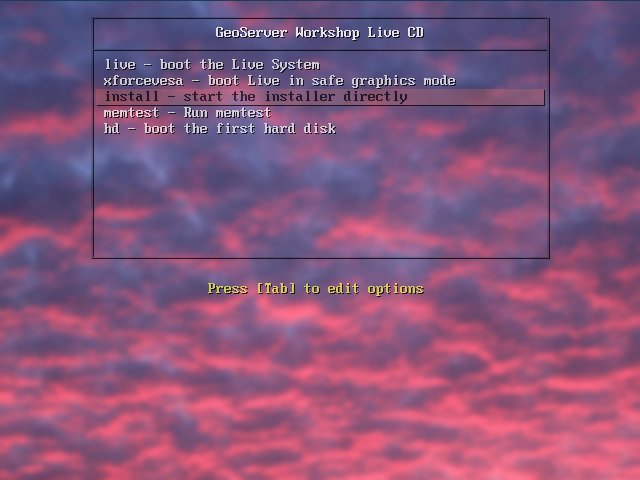 GeoServer Workshop Live CD
live - boot the Live System
xforcevesa - boot Live in safe graphics mode
install - start the installer directly
memtest - Run memtest
hd - boot the first hard disk
Press [Tab] to edit options